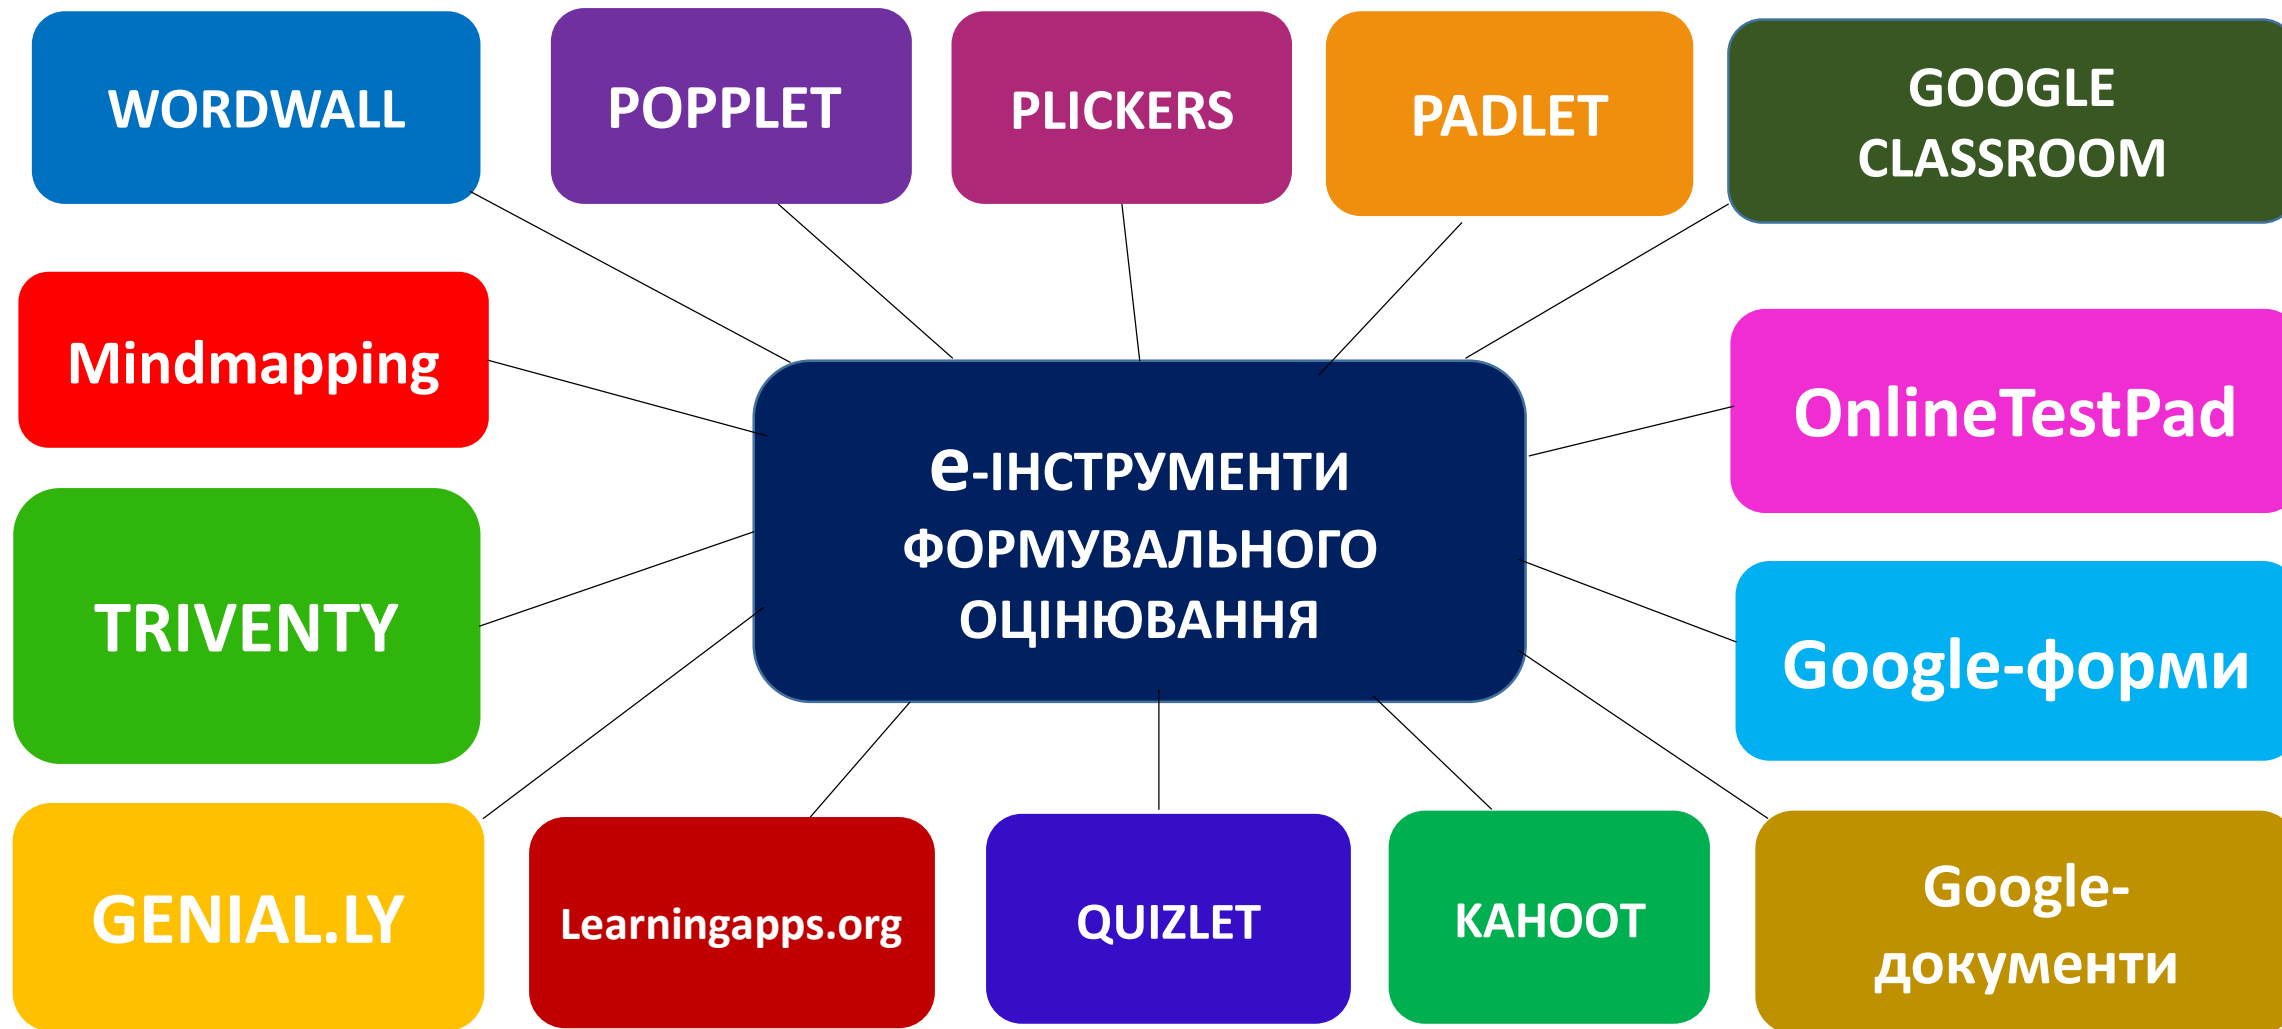 WORDWALL
POPPLET
PLICKERS
PADLET
GOOGLE
CLASSROOM
Mindmapping
OnlineTestPad
е-ІНСТРУМЕНТИ
ФОРМУВАЛЬНОГО
ОЦІНЮВАННЯ
TRIVENTY
Google-форми
GENIAL.LY
Learningapps.org
QUIZLET
KAHOOT
Google-
документи